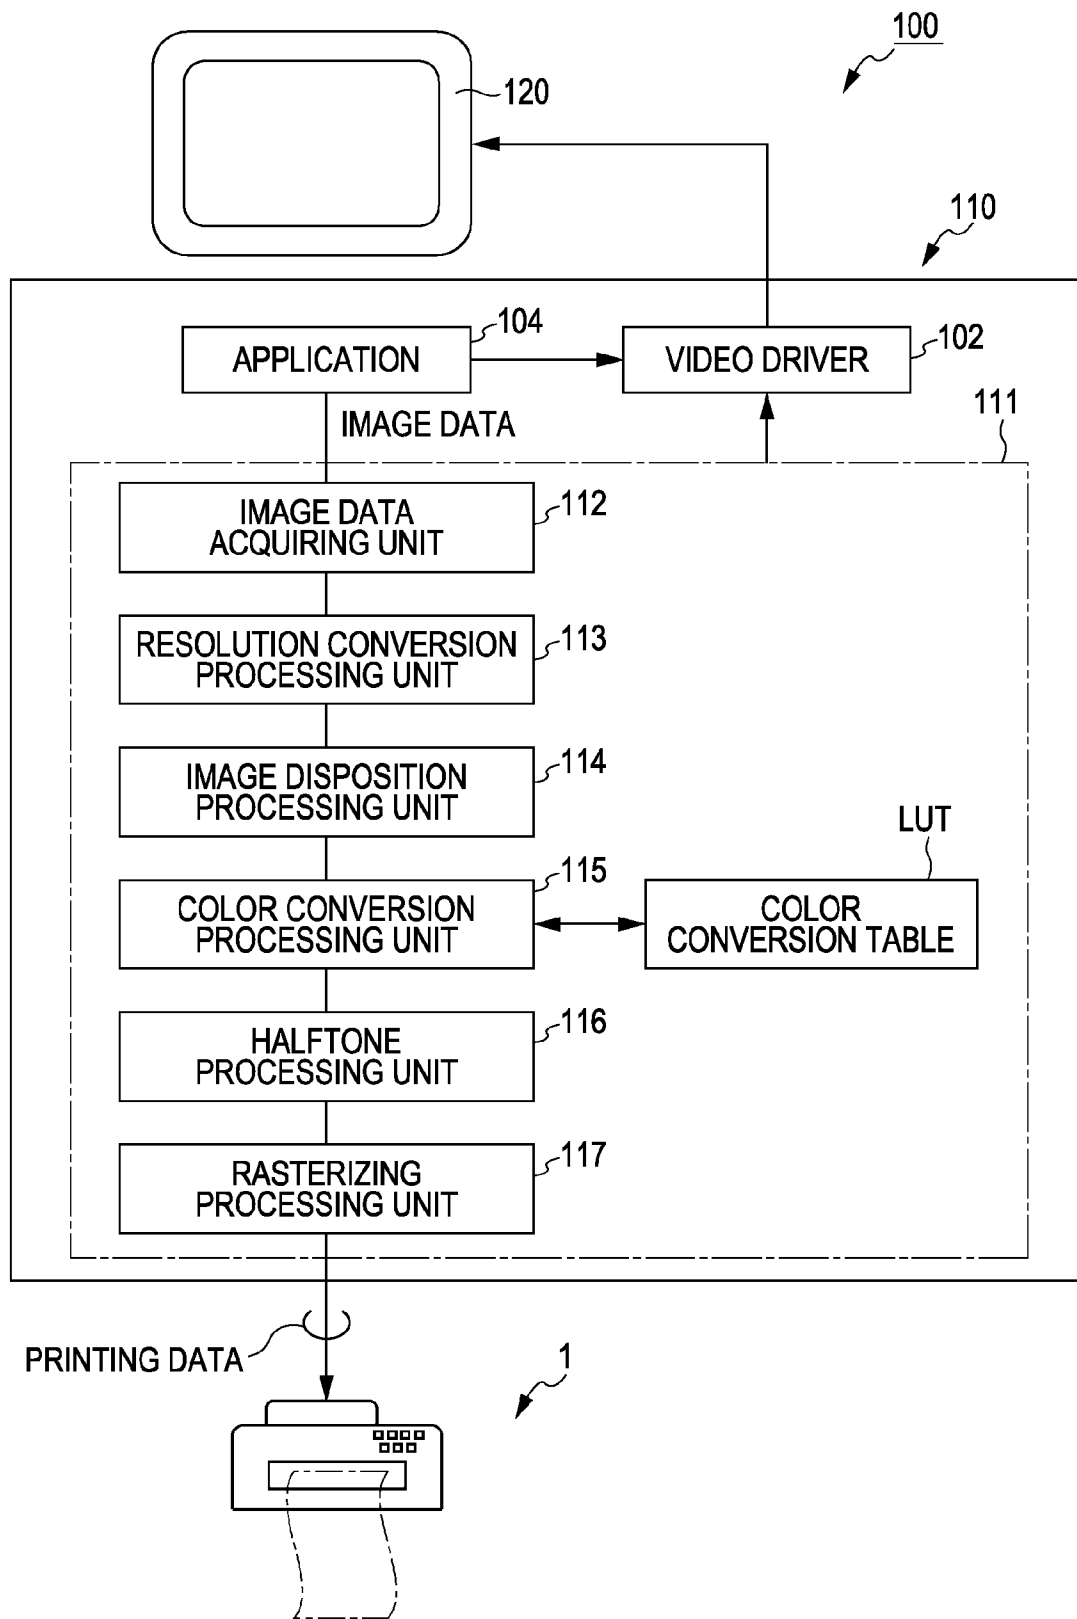 100
120
110
104
APPLICATION
VIDEO DRIVER
102
IMAGE DATA
111
IMAGE DATA
ACQUIRING UNIT
112
RESOLUTION CONVERSION
PROCESSING UNIT
113
IMAGE DISPOSITION
PROCESSING UNIT
114
LUT
115
COLOR CONVERSION
PROCESSING UNIT
COLOR
CONVERSION TABLE
116
HALFTONE
PROCESSING UNIT
117
RASTERIZING
PROCESSING UNIT
PRINTING DATA
1